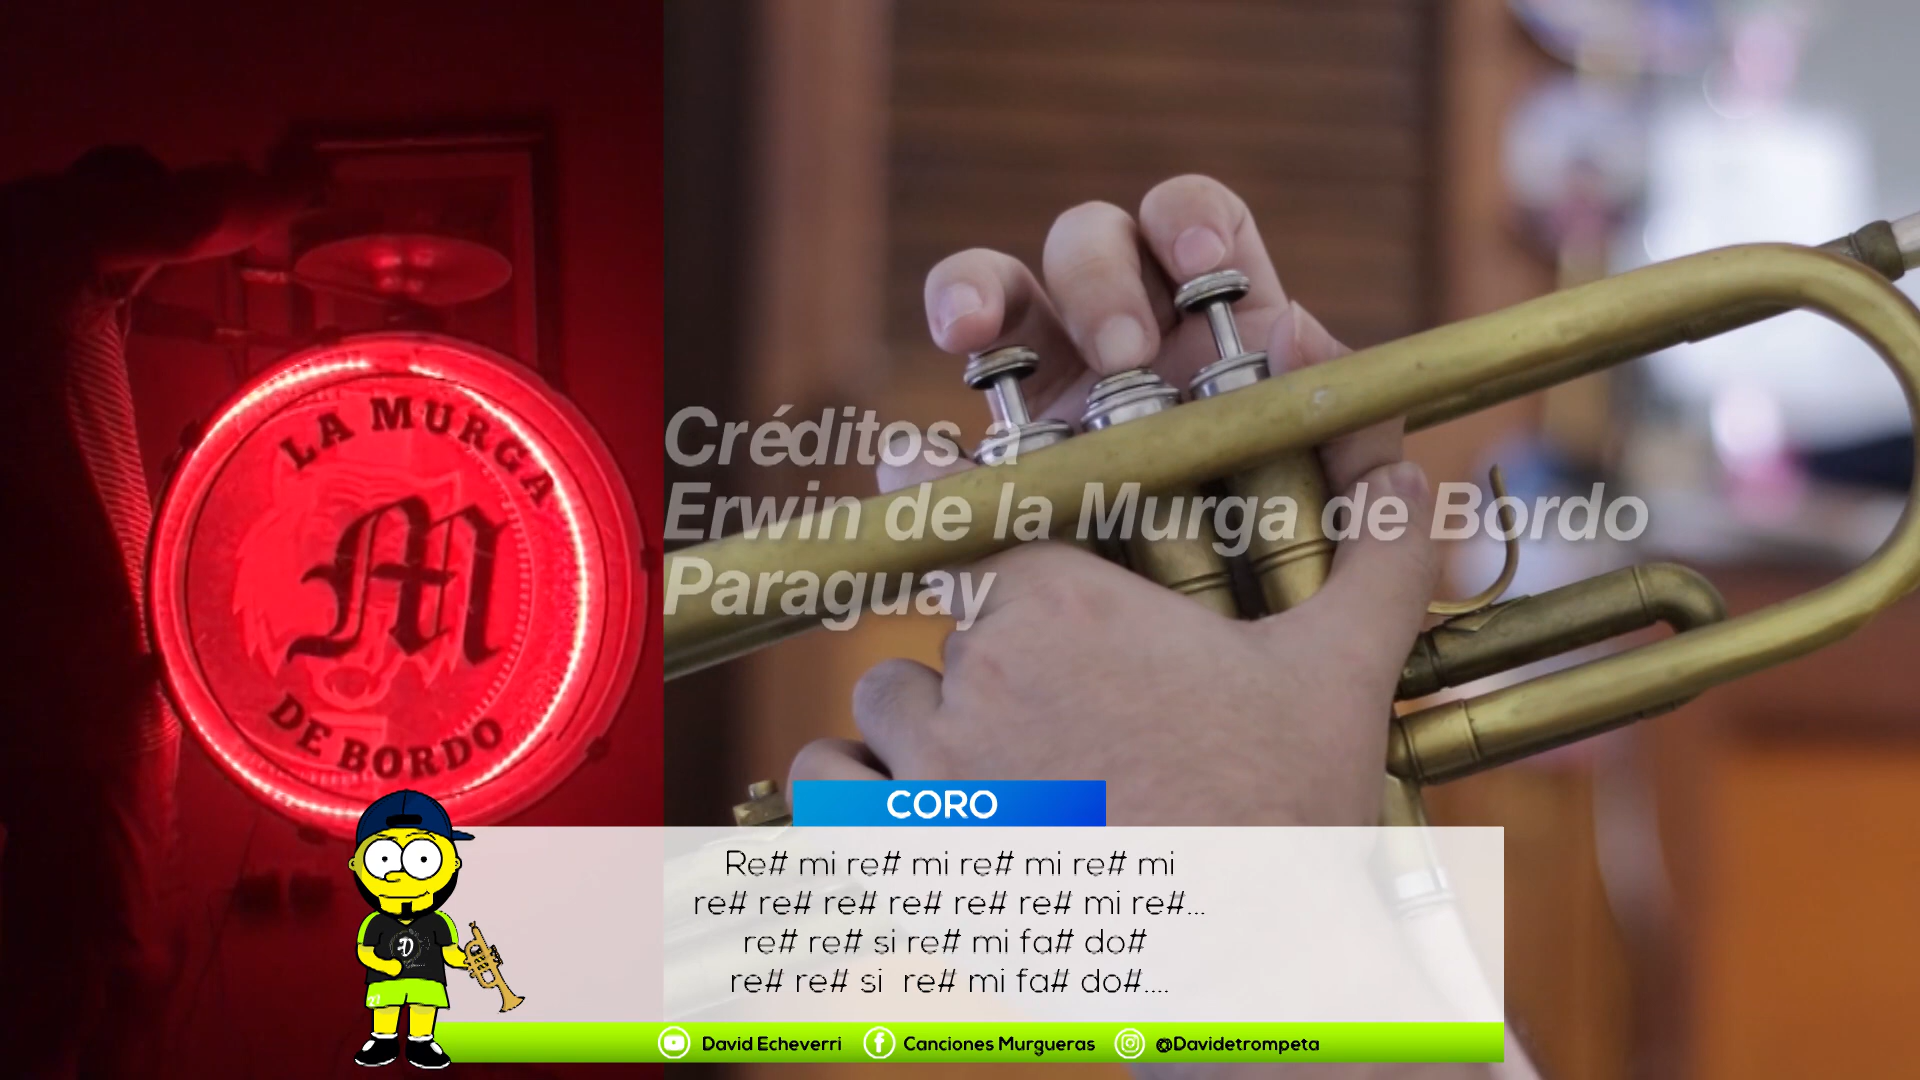 LA MURGA
M
DE BORDO
Créditos a
Erwin de la Murga de Bordo
Paraguay
CORO
Re# mi re# mi re# mi re# mi
re# re# re# re# re# re# mi re#...
re# re# si re# mi fa# do#
re# re# si re# mi fa# do#....
D
27
David Echeverri
Canciones Murgueras
@Davidetrompeta